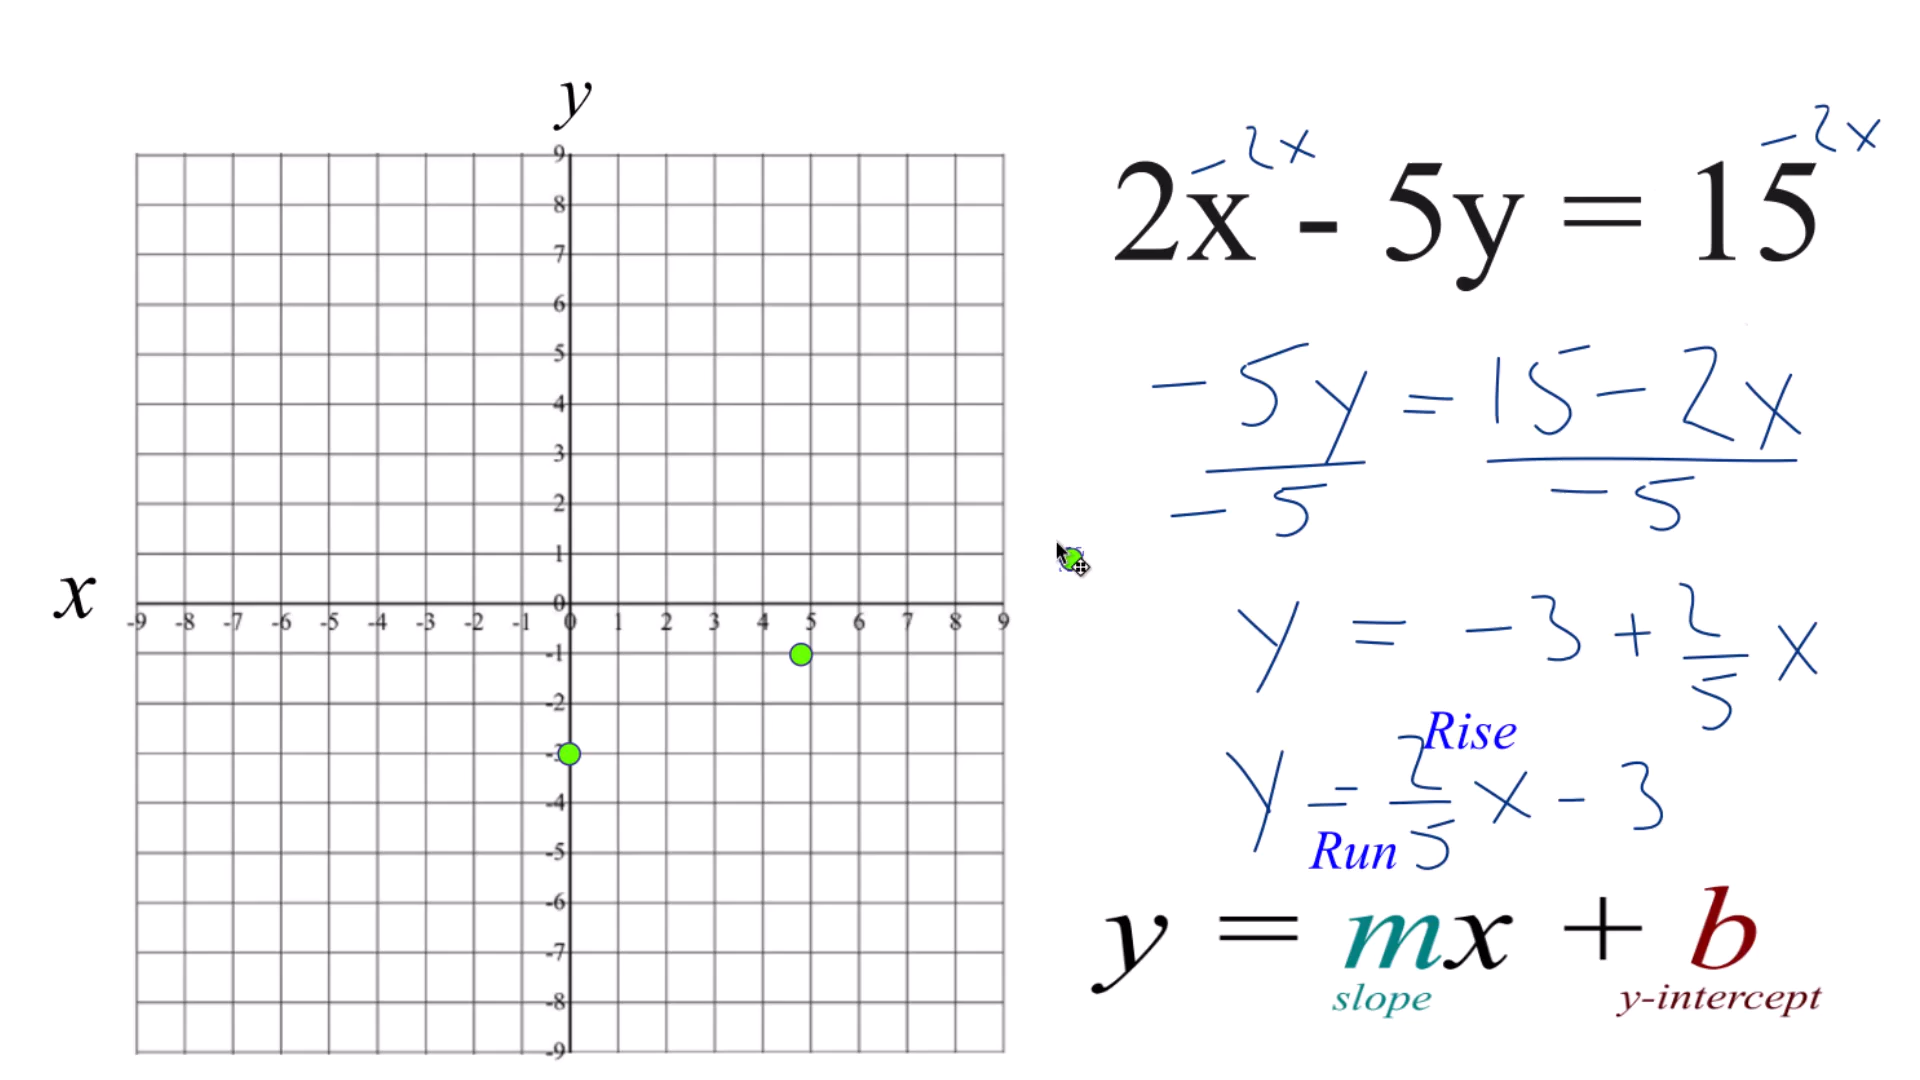 y
9
8
7
6
5
4
3
2
1
0
x
-9 -8 -7 -6 -5 -4 -3 -2 -1 0 1 2 3 4 5 6 7 8 9
-1
-2
-3
-4
-5
-6
-7
-8
-9
-2x -2x
2x - 5y = 15
-5y = 15 - 2x
-5 -5
y = -3 + 2/5 x
Rise
y = 2/5 x - 3
Run
y = mx + b
slope y-intercept